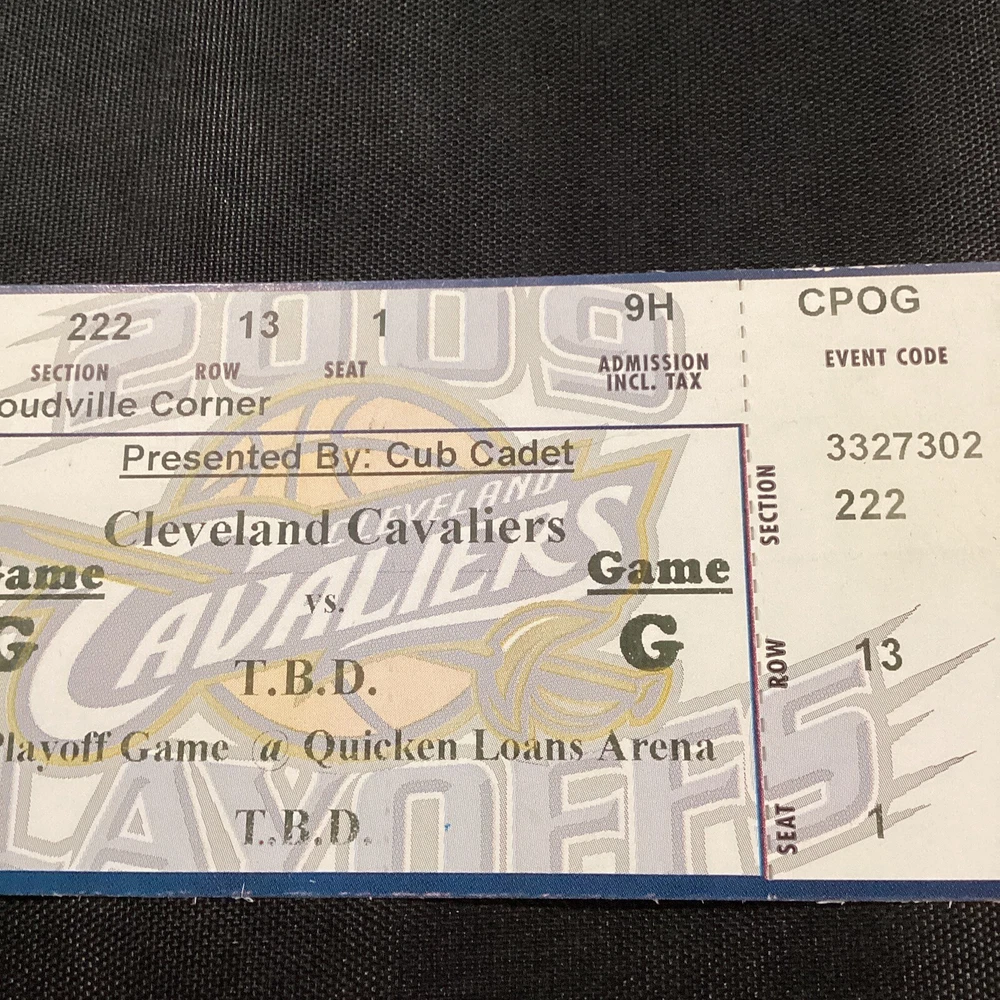 2009
222 13 1 9H
SECTION ROW SEAT ADMISSION
INCL. TAX
oudville Corner
Presented By: Cub Cadet
Cleveland Cavaliers
CLEVELAND
CAVALIERS
Game Game
vs.
G G
T.B.D.
Playoff Game @ Quicken Loans Arena
T.B.D.
PLAYOFFS
CPOG
EVENT CODE
3327302
SECTION 222
ROW 13
SEAT 1